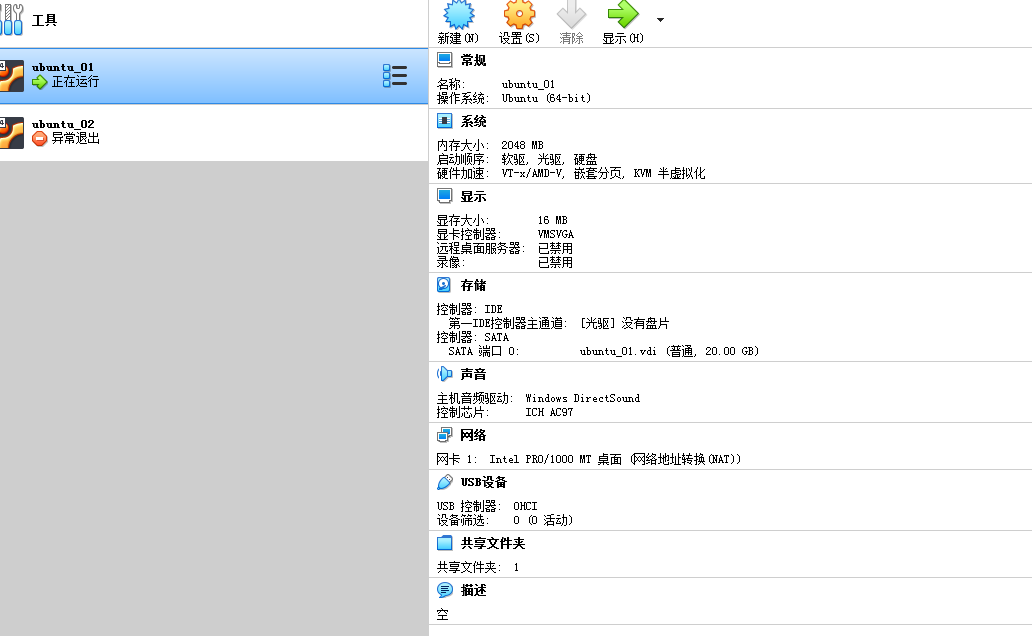 工具
ubuntu_01
正在运行
ubuntu_02
异常退出
新建(N) 设置(S) 清除 显示(H)
常规
名称: ubuntu_01
操作系统: Ubuntu (64-bit)
系统
内存大小: 2048 MB
启动顺序: 软驱, 光驱, 硬盘
硬件加速: VT-x/AMD-V, 嵌套分页, KVM 半虚拟化
显示
显存大小: 16 MB
显卡控制器: VMSVGA
远程桌面服务器: 已禁用
录像: 已禁用
存储
控制器: IDE
第一IDE控制器主通道: [光驱] 没有盘片
控制器: SATA
SATA 端口 0: ubuntu_01.vdi (普通, 20.00 GB)
声音
主机音频驱动: Windows DirectSound
控制芯片: ICH AC97
网络
网卡 1: Intel PRO/1000 MT 桌面 (网络地址转换(NAT))
USB设备
USB 控制器: OHCI
设备筛选: 0 (0 活动)
共享文件夹
共享文件夹: 1
描述
空